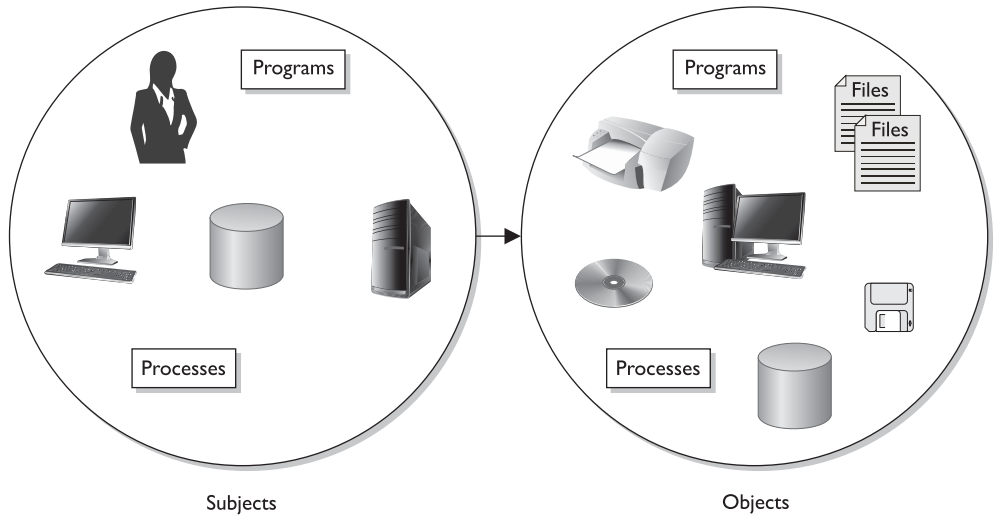 Programs
Processes
Subjects
Programs
Files
Files
Processes
Objects